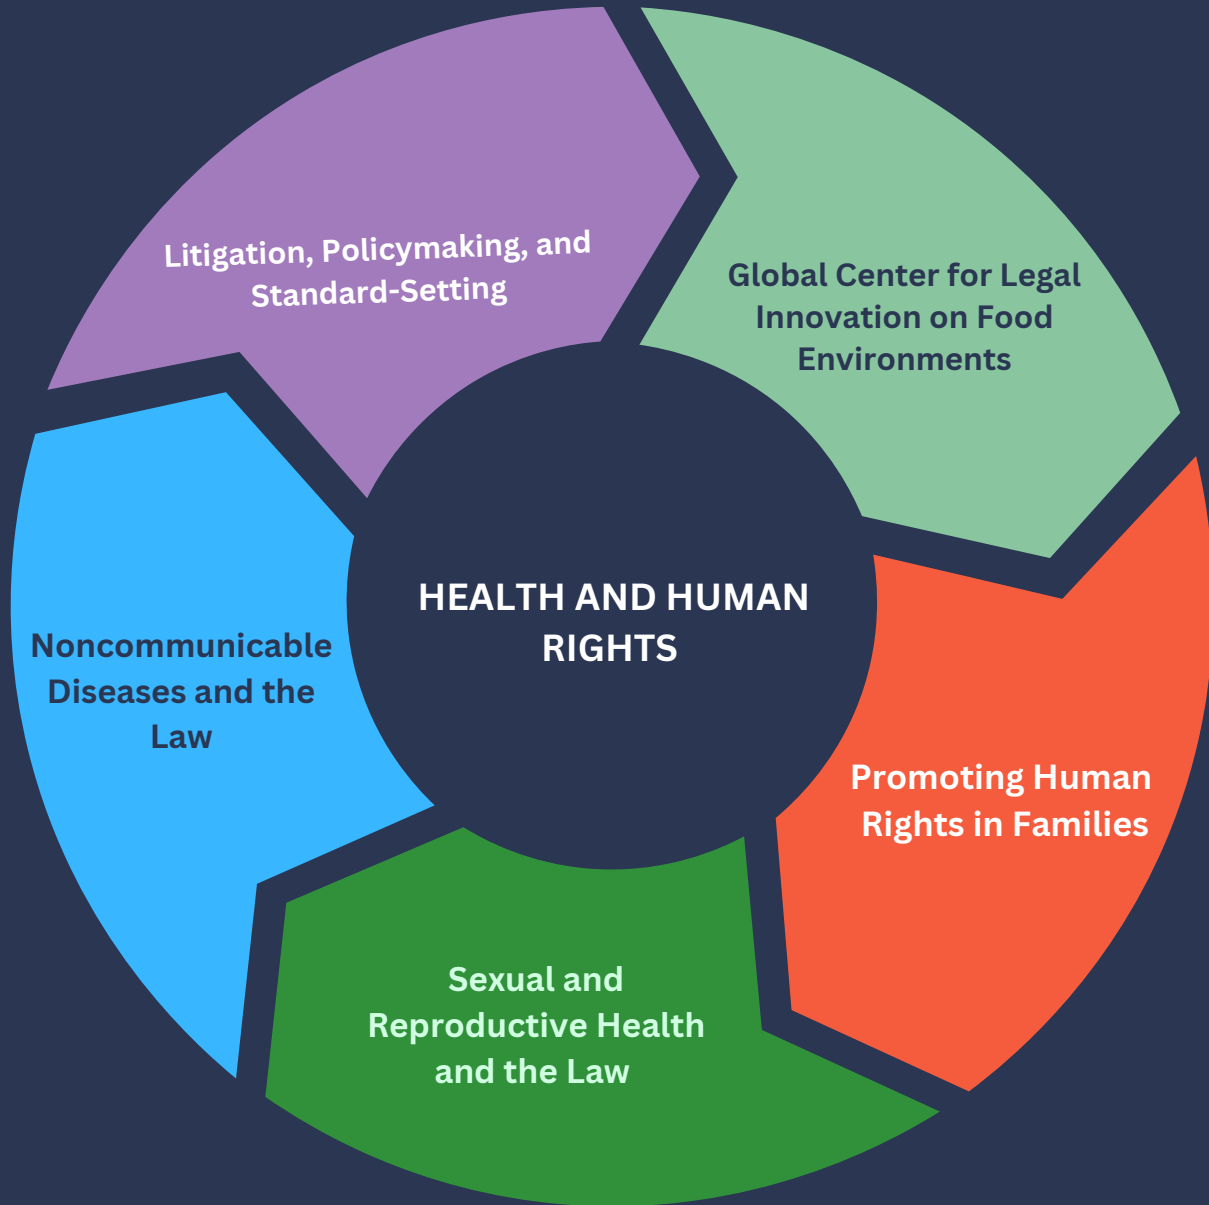 Litigation, Policymaking, and
Standard-Setting
Global Center for Legal
Innovation on Food
Environments
HEALTH AND HUMAN
RIGHTS
Noncommunicable
Diseases and the
Law
Promoting Human
Rights in Families
Sexual and
Reproductive Health
and the Law